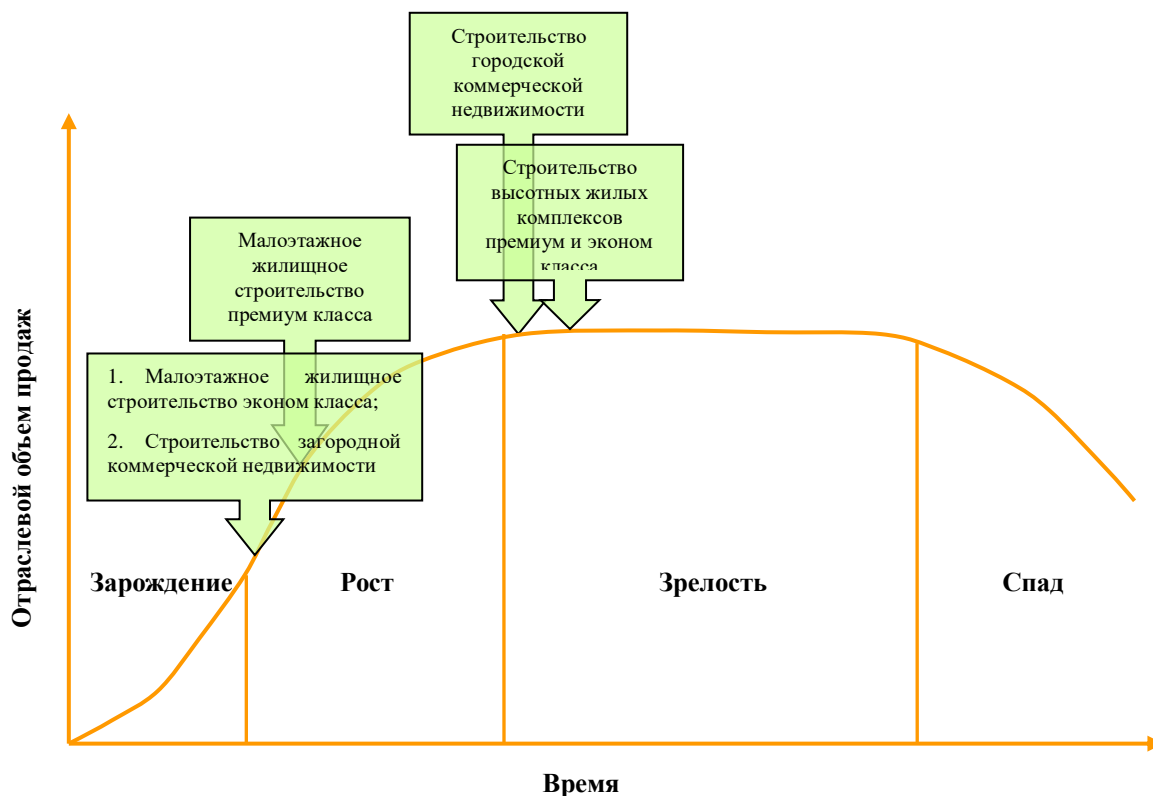 Строительство
городской
коммерческой
недвижимости
Строительство
высотных жилых
комплексов
премиум и эконом
класса
Малоэтажное
жилищное
строительство
премиум класса
1. Малоэтажное жилищное
строительство эконом класса;
2. Строительство загородной
коммерческой недвижимости
Отраслевой объем продаж
Зарождение
Рост
Зрелость
Спад
Время